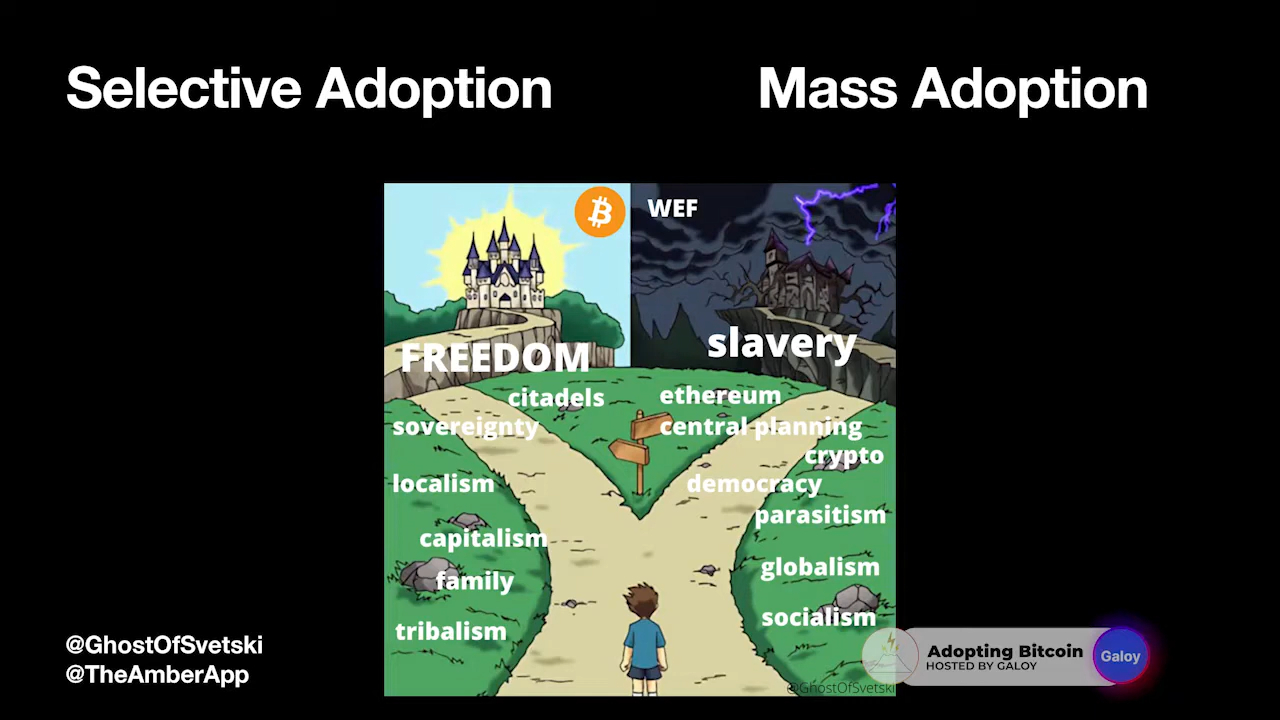 Selective Adoption
Mass Adoption
WEF
FREEDOM
slavery
citadels
ethereum
sovereignty
central planning
crypto
localism
democracy
parasitism
capitalism
globalism
family
socialism
tribalism
@GhostOfSvetski
@TheAmberApp
Adopting Bitcoin
HOSTED BY GALOY
Galoy
@GhostOfSvetski